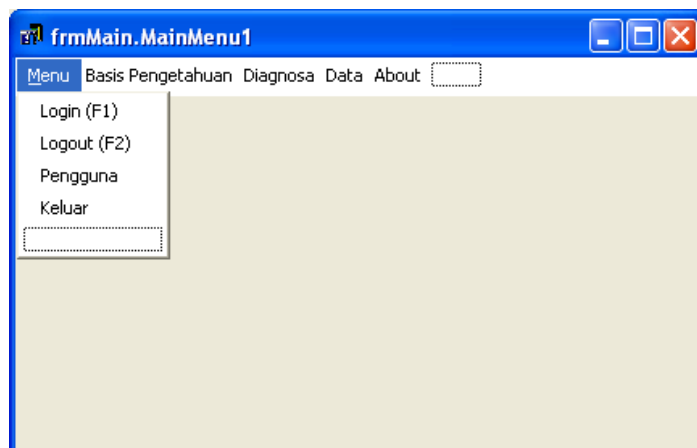 frmMain.MainMenu1
Menu Basis Pengetahuan Diagnosa Data About
Login (F1)
Logout (F2)
Pengguna
Keluar